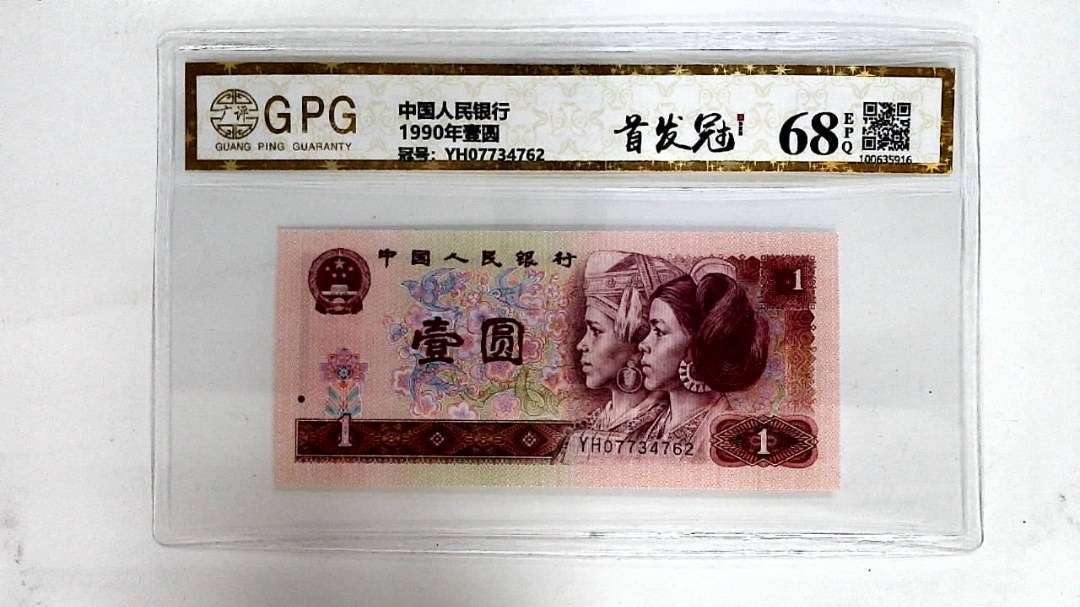 广评
GPG
GUANG PING GUARANTY
中国人民银行
1990年壹圆
冠号：YH07734762
首发冠
68
EPQ
100635916
中国人民银行
1
壹圆
1
YH07734762
1